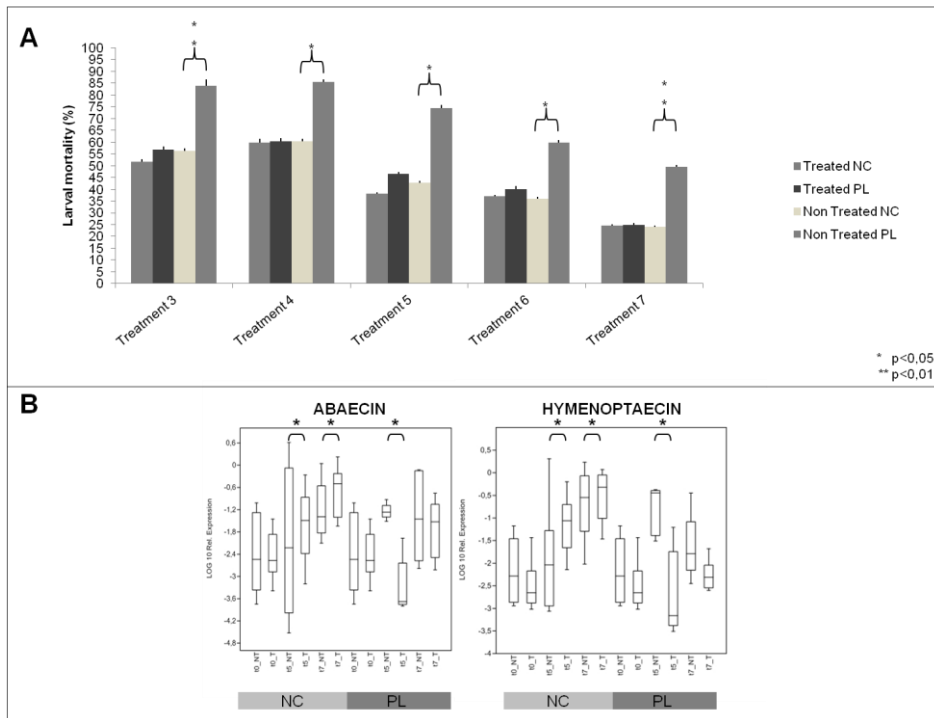 A
* *
*
*
*
* *
Larval mortality (%)
100
95
90
85
80
75
70
65
60
55
50
45
40
35
30
25
20
15
10
5
0
Treatment 3
Treatment 4
Treatment 5
Treatment 6
Treatment 7
Treated NC
Treated PL
Non Treated NC
Non Treated PL
* p<0,05
** p<0,01
B
ABAECIN
* * *
LOG 10 Rel. Expression
0,6
0
-0,6
-1,2
-1,8
-2,4
-3
-3,6
-4,2
-4,8
t0_NT
t0_T
t5_NT
t5_T
t7_NT
t7_T
t0_NT
t0_T
t5_NT
t5_T
t7_NT
t7_T
NC
PL
HYMENOPTAECIN
* * *
LOG 10 Rel. Expression
0,5
0
-0,5
-1
-1,5
-2
-2,5
-3
-3,5
-4
t0_NT
t0_T
t5_NT
t5_T
t7_NT
t7_T
t0_NT
t0_T
t5_NT
t5_T
t7_NT
t7_T
NC
PL